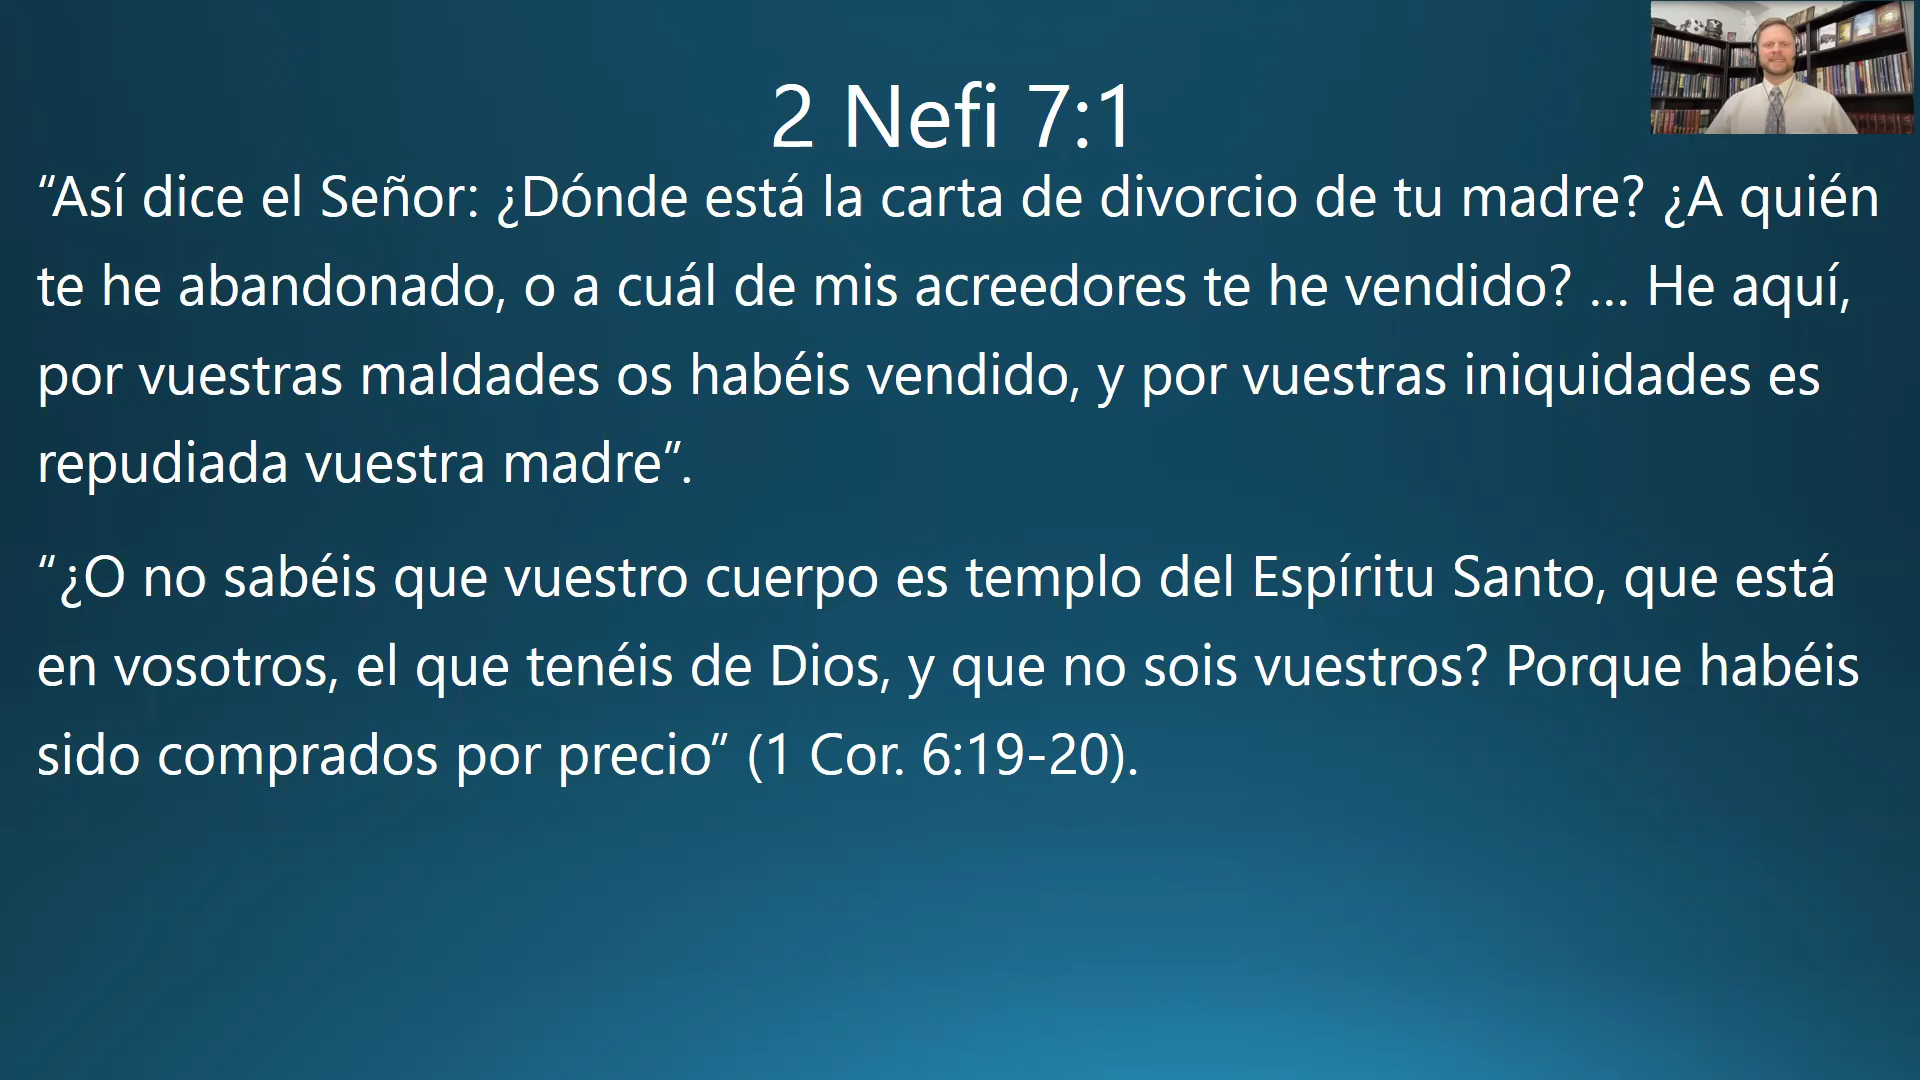 2 Nefi 7:1
“Así dice el Señor: ¿Dónde está la carta de divorcio de tu madre? ¿A quién
te he abandonado, o a cuál de mis acreedores te he vendido? … He aquí,
por vuestras maldades os habéis vendido, y por vuestras iniquidades es
repudiada vuestra madre”.
“¿O no sabéis que vuestro cuerpo es templo del Espíritu Santo, que está
en vosotros, el que tenéis de Dios, y que no sois vuestros? Porque habéis
sido comprados por precio” (1 Cor. 6:19-20).